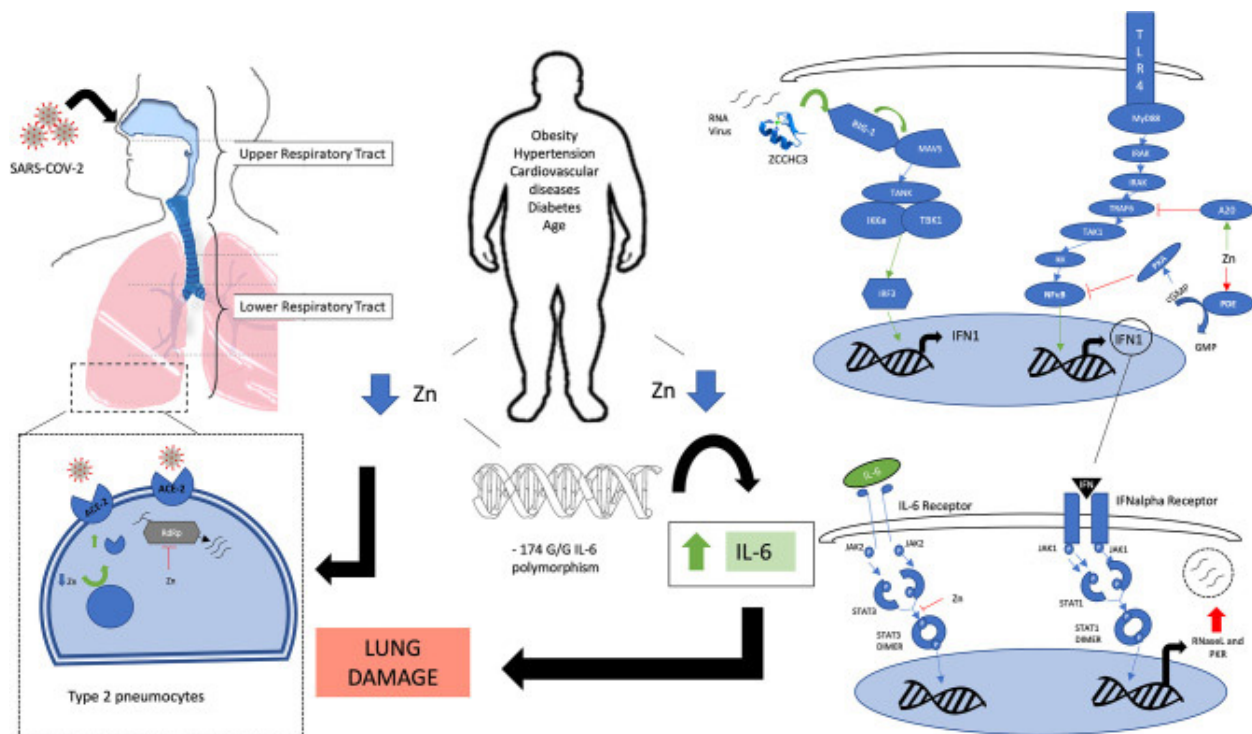 SARS-COV-2
Upper Respiratory Tract
Lower Respiratory Tract
Obesity
Hypertension
Cardiovascular
diseases
Diabetes
Age
Zn
Zn
RNA
Virus
ZCCHC3
RIG-1
MAVS
TANK
TBK1
IRF3
IFN1
T
L
R
4
MyD88
IRAK
IRAK
TRAF6
TAK1
NFκB
A20
Zn
PKA
PDE
GMP
IFN1
ACE-2
ACE-2
RdRp
Zn
Zn
Type 2 pneumocytes
- 174 G/G IL-6
polymorphism
IL-6
LUNG
DAMAGE
IL-6
IL-6 Receptor
JAK2
JAK2
STAT3
Zn
STAT3
DIMER
IFN
IFNalpha Receptor
JAK1
JAK1
STAT1
STAT1
DIMER
RNaseL and
PKR